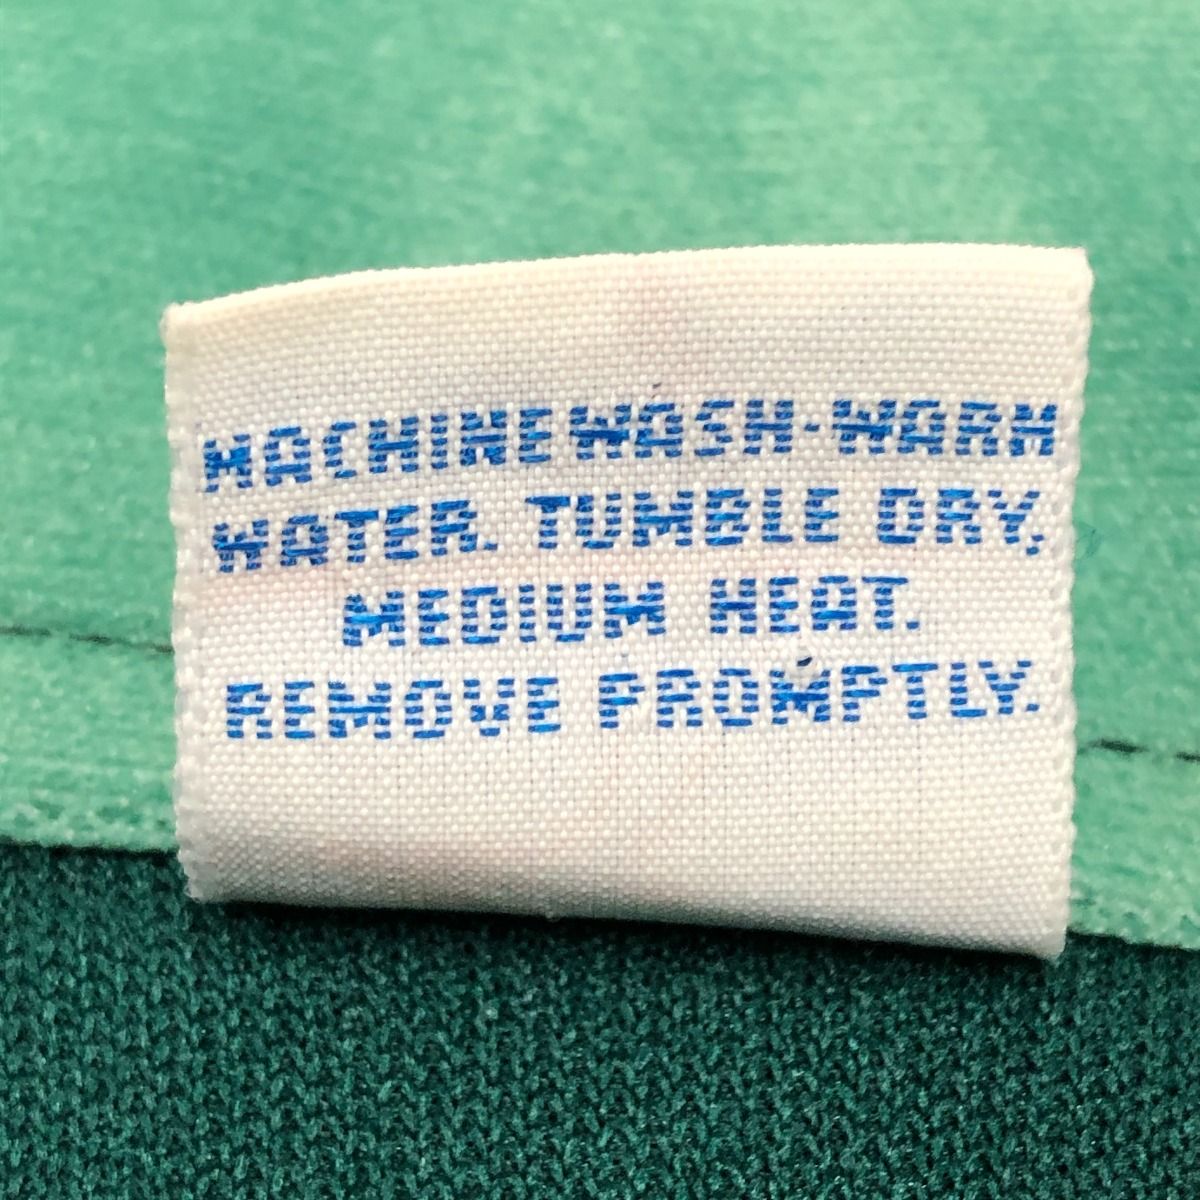 MACHINE WASH-WARM
WATER. TUMBLE DRY,
MEDIUM HEAT.
REMOVE PROMPTLY.